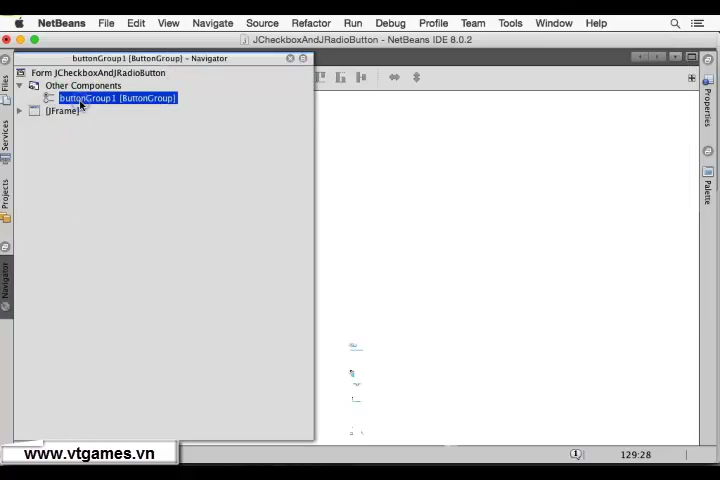 NetBeans File Edit View Navigate Source Refactor Run Debug Profile Team Tools Window Help
JCheckboxAndJRadioButton - NetBeans IDE 8.0.2
buttonGroup1 [ButtonGroup] - Navigator
Form JCheckboxAndJRadioButton
Other Components
buttonGroup1 [ButtonGroup]
[JFrame]
Files
Services
Projects
Navigator
Properties
Palette
www.vtgames.vn
1
129:28